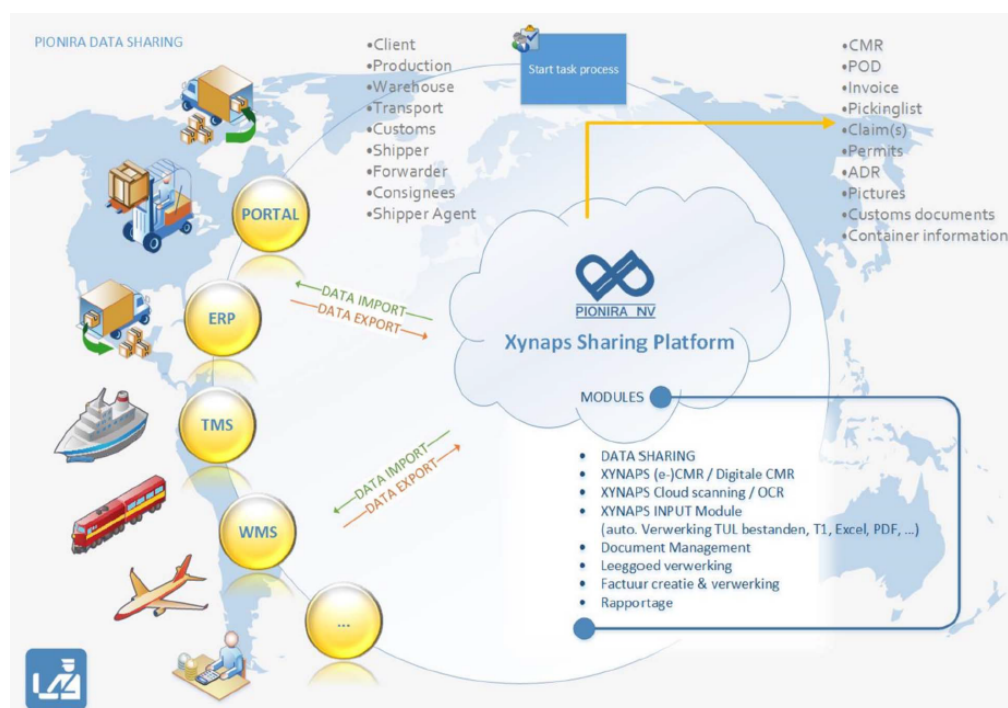 PIONIRA DATA SHARING
•Client
•Production
•Warehouse
•Transport
•Customs
•Shipper
•Forwarder
•Consignees
•Shipper Agent
Start task process
•CMR
•POD
•Invoice
•Pickinglist
•Claim(s)
•Permits
•ADR
•Pictures
•Customs documents
•Container information
PORTAL
ERP
TMS
WMS
...
DATA IMPORT
DATA EXPORT
DATA IMPORT
DATA EXPORT
PIONIRA NV
Xynaps Sharing Platform
MODULES
• DATA SHARING
• XYNAPS (e-)CMR / Digitale CMR
• XYNAPS Cloud scanning / OCR
• XYNAPS INPUT Module
(auto. Verwerking TUL bestanden, T1, Excel, PDF, ...)
• Document Management
• Leeggoed verwerking
• Factuur creatie & verwerking
• Rapportage